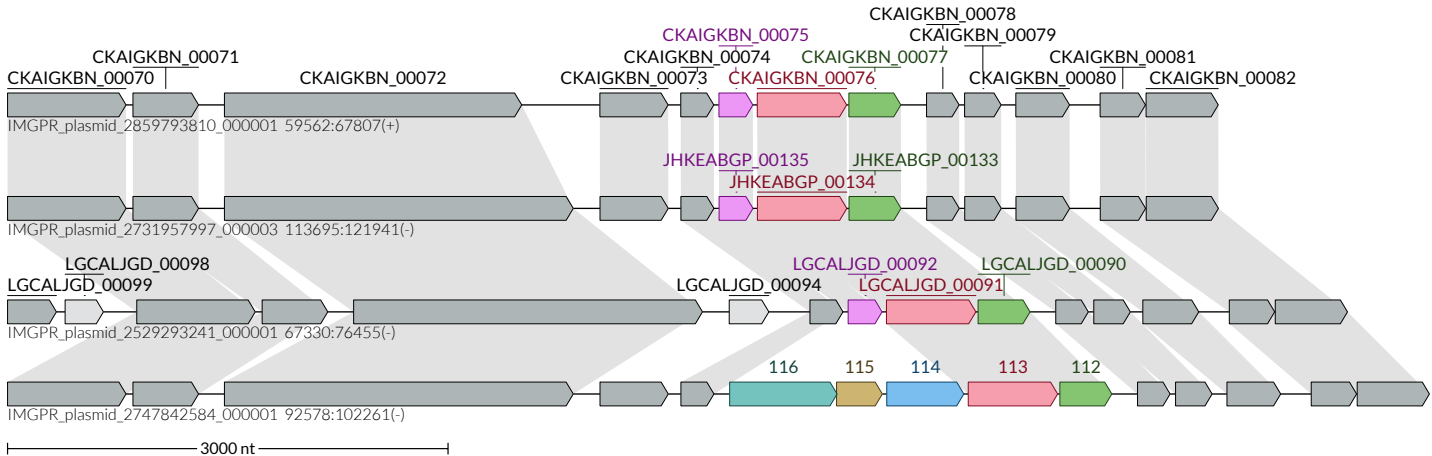 CKAIGKBN_00078
CKAIGKBN_00075 CKAIGKBN_00079
CKAIGKBN_00071 CKAIGKBN_00074 CKAIGKBN_00077 CKAIGKBN_00081
CKAIGKBN_00070 CKAIGKBN_00072 CKAIGKBN_00073 CKAIGKBN_00076 CKAIGKBN_00080 CKAIGKBN_00082
IMGPR_plasmid_2859793810_000001 59562:67807(+)
JHKEABGP_00135 JHKEABGP_00133
JHKEABGP_00134
IMGPR_plasmid_2731957997_000003 113695:121941(-)
LGCALJGD_00098 LGCALJGD_00092 LGCALJGD_00090
LGCALJGD_00099 LGCALJGD_00094 LGCALJGD_00091
IMGPR_plasmid_2529293241_000001 67330:76455(-)
116 115 114 113 112
IMGPR_plasmid_2747842584_000001 92578:102261(-)
3000 nt